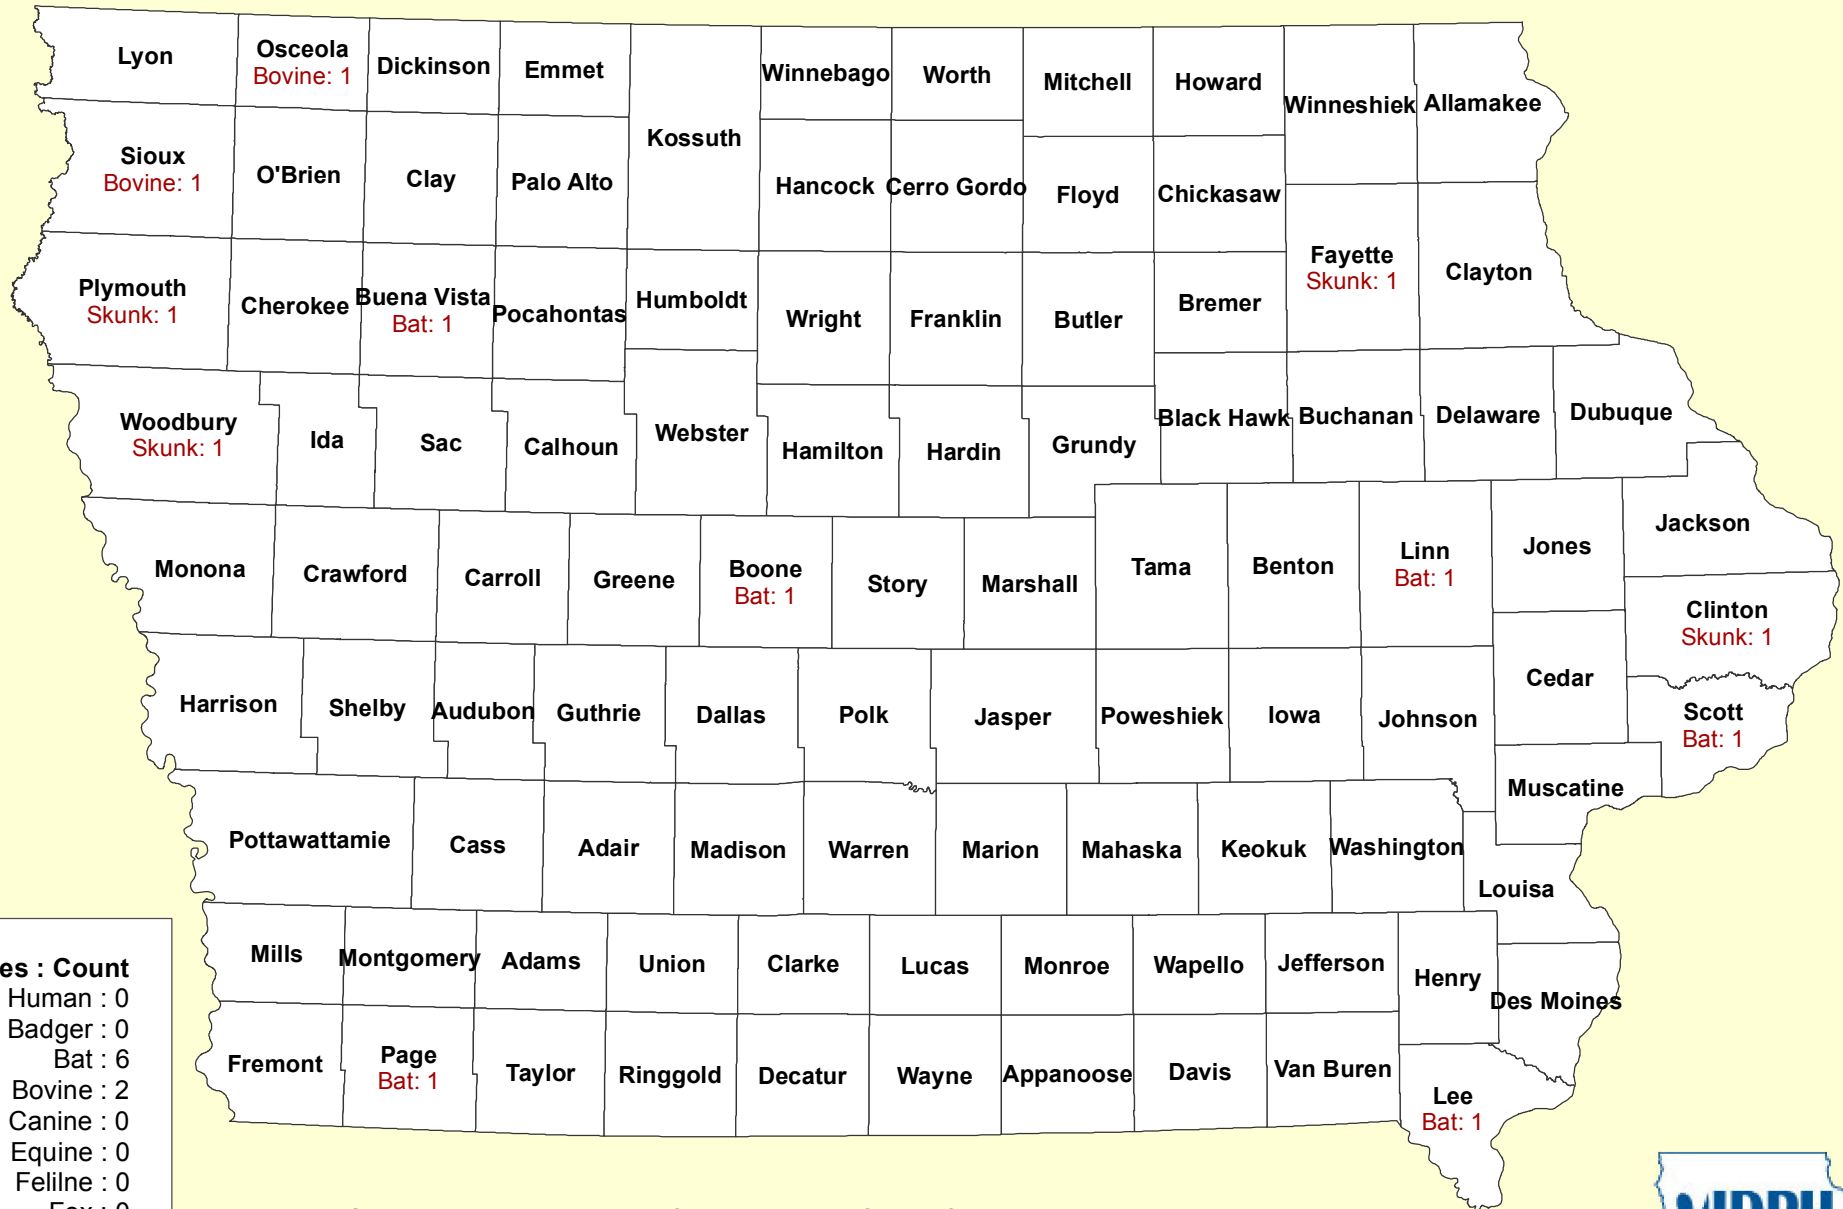 Lyon
Osceola
Bovine: 1
Dickinson
Emmet
Kossuth
Winnebago
Worth
Mitchell
Howard
Winneshiek
Allamakee
Sioux
Bovine: 1
O'Brien
Clay
Palo Alto
Hancock
Cerro Gordo
Floyd
Chickasaw
Plymouth
Skunk: 1
Cherokee
Buena Vista
Bat: 1
Pocahontas
Humboldt
Wright
Franklin
Butler
Bremer
Fayette
Skunk: 1
Clayton
Woodbury
Skunk: 1
Ida
Sac
Calhoun
Webster
Hamilton
Hardin
Grundy
Black Hawk
Buchanan
Delaware
Dubuque
Monona
Crawford
Carroll
Greene
Boone
Bat: 1
Story
Marshall
Tama
Benton
Linn
Bat: 1
Jones
Jackson
Clinton
Skunk: 1
Harrison
Shelby
Audubon
Guthrie
Dallas
Polk
Jasper
Poweshiek
Iowa
Johnson
Cedar
Scott
Bat: 1
Muscatine
Pottawattamie
Cass
Adair
Madison
Warren
Marion
Mahaska
Keokuk
Washington
Louisa
Mills
Montgomery
Adams
Union
Clarke
Lucas
Monroe
Wapello
Jefferson
Henry
Des Moines
Fremont
Page
Bat: 1
Taylor
Ringgold
Decatur
Wayne
Appanoose
Davis
Van Buren
Lee
Bat: 1
es : Count
Human : 0
Badger : 0
Bat : 6
Bovine : 2
Canine : 0
Equine : 0
Felilne : 0
Fox : 0
IDPH